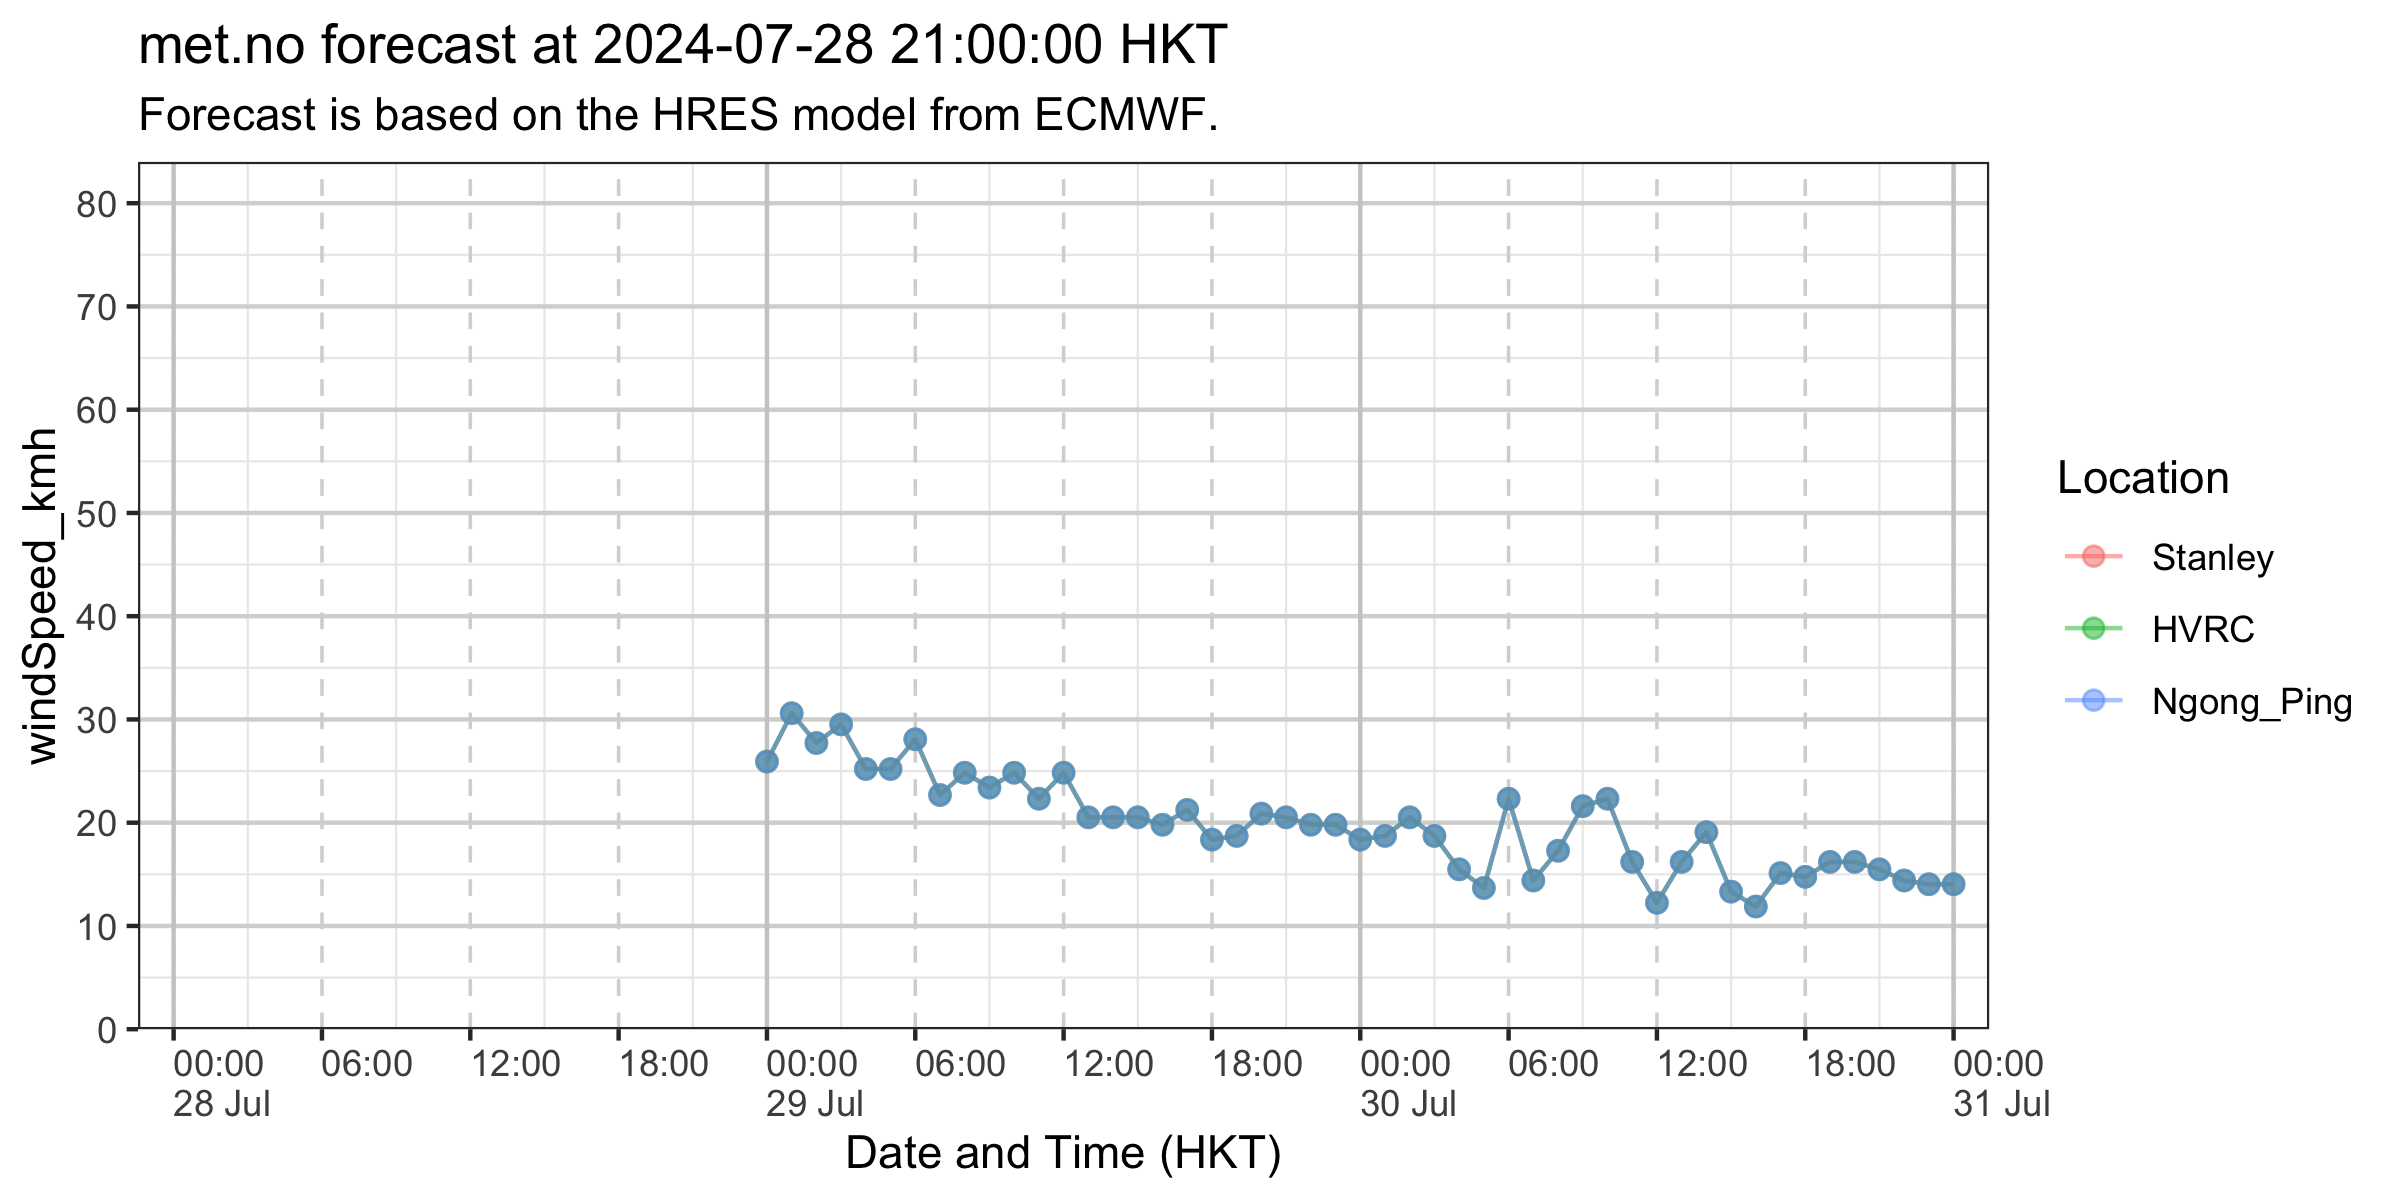 met.no forecast at 2024-07-28 21:00:00 HKT
Forecast is based on the HRES model from ECMWF.
windSpeed_kmh
80
70
60
50
40
30
20
10
0
00:00 06:00 12:00 18:00 00:00 06:00 12:00 18:00 00:00 06:00 12:00 18:00 00:00
28 Jul 29 Jul 30 Jul 31 Jul
Date and Time (HKT)
Location
Stanley
HVRC
Ngong_Ping